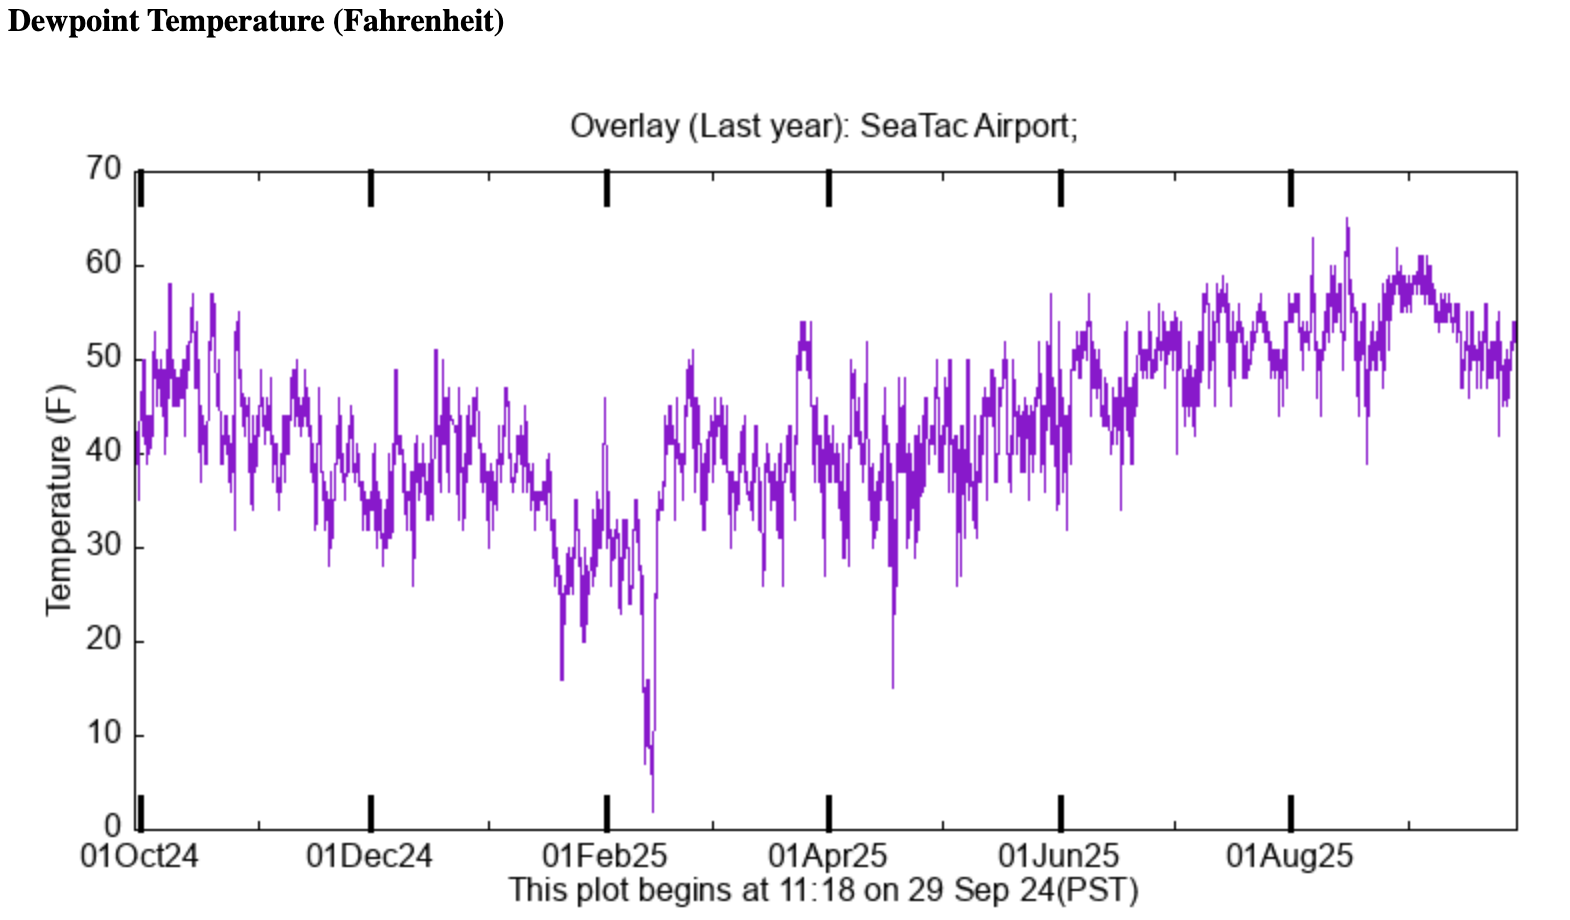 Dewpoint Temperature (Fahrenheit)
Overlay (Last year): SeaTac Airport;
70
60
50
40
30
20
10
0
Temperature (F)
01Oct24 01Dec24 01Feb25 01Apr25 01Jun25 01Aug25
This plot begins at 11:18 on 29 Sep 24(PST)